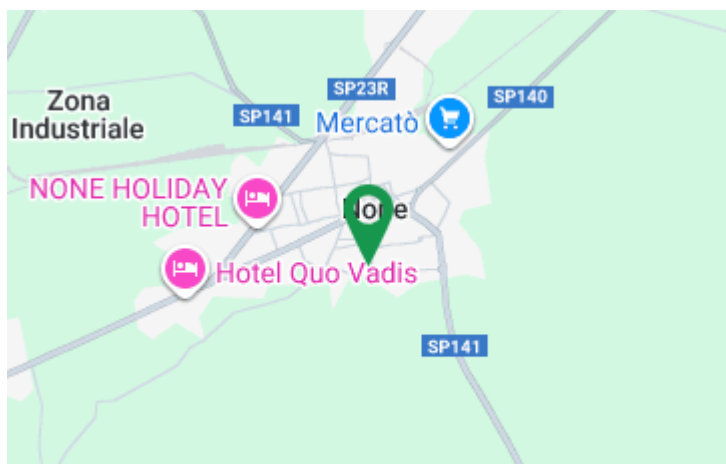 SP23R
Zona
Industriale
SP141
Mercatò
SP140
NONE HOLIDAY
HOTEL
None
Hotel Quo Vadis
SP141